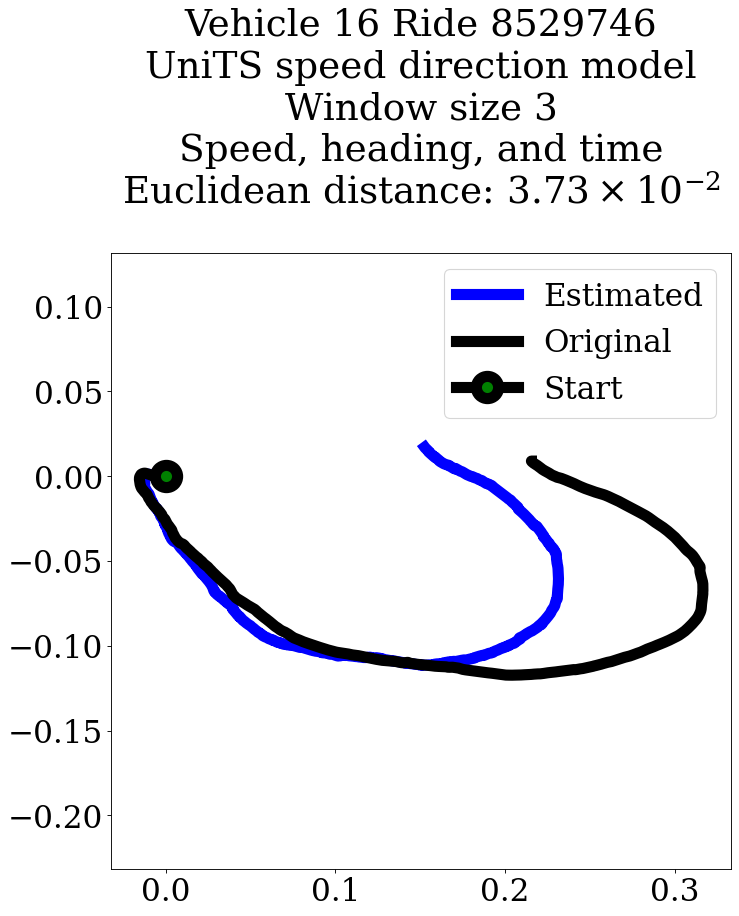 Vehicle 16 Ride 8529746
UniTS speed direction model
Window size 3
Speed, heading, and time
Euclidean distance: 3.73 × 10⁻²
Estimated
Original
Start
0.10
0.05
0.00
−0.05
−0.10
−0.15
−0.20
0.0 0.1 0.2 0.3